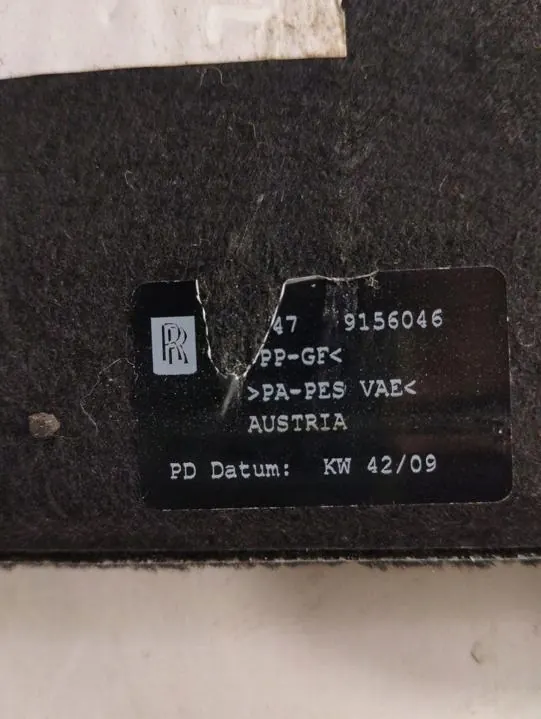 RR
47 9156046
PP-GF<
>PA-PES VAE<
AUSTRIA
PD Datum: KW 42/09